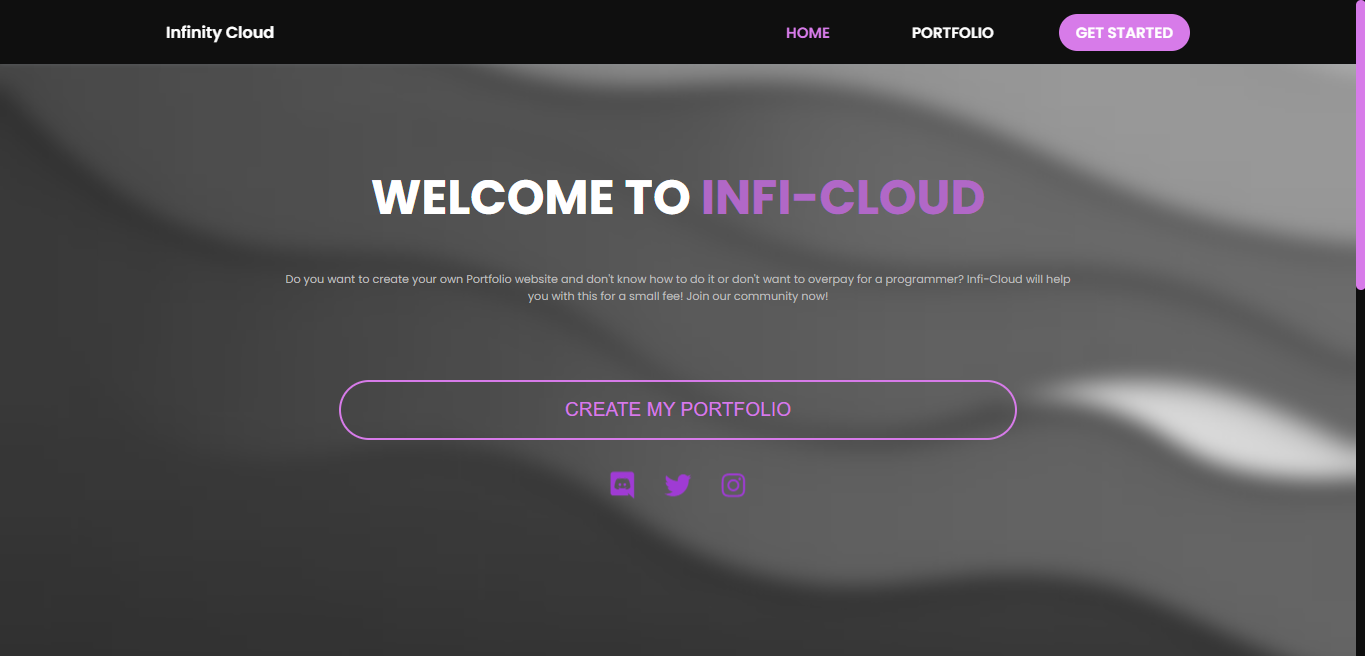 Infinity Cloud
HOME
PORTFOLIO
GET STARTED
WELCOME TO INFI-CLOUD
Do you want to create your own Portfolio website and don't know how to do it or don't want to overpay for a programmer? Infi-Cloud will help
you with this for a small fee! Join our community now!
CREATE MY PORTFOLIO